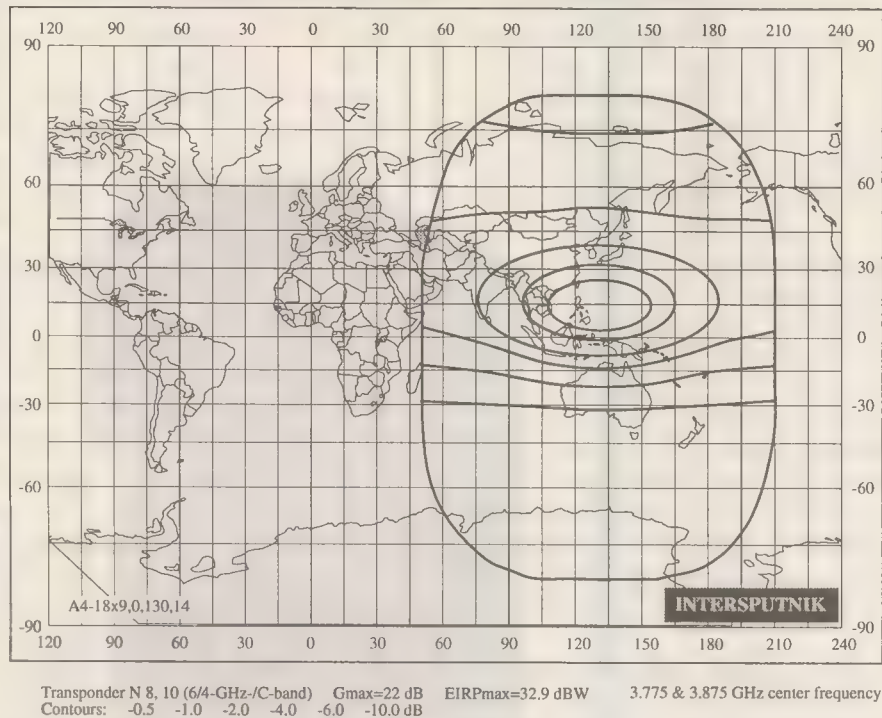 120 90 60 30 0 30 60 90 120 150 180 210 240
90 90
60 60
30 30
0 0
-30 -30
-60 -60
A4-18x9,0,130,14
INTERSPUTNIK
-90 -90
120 90 60 30 0 30 60 90 120 150 180 210 240
Transponder N 8, 10 (6/4-GHz-/C-band) Gmax=22 dB EIRPmax=32.9 dBW 3.775 & 3.875 GHz center frequency
Contours: -0.5 -1.0 -2.0 -4.0 -6.0 -10.0 dB